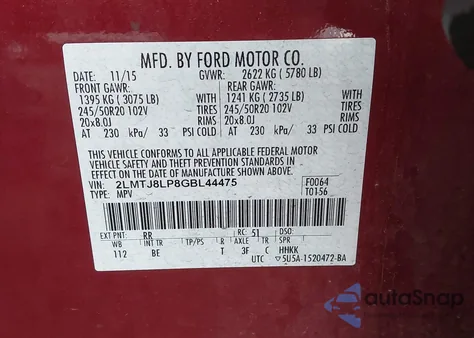 MFD. BY FORD MOTOR CO.
DATE: 11/15 GVWR: 2622 KG ( 5780 LB)
FRONT GAWR: REAR GAWR:
1395 KG ( 3075 LB) WITH 1241 KG ( 2735 LB) WITH
245/50R20 102V TIRES 245/50R20 102V TIRES
20x8.0J RIMS 20x8.0J RIMS
AT 230 kPa/ 33 PSI COLD AT 230 kPa/ 33 PSI COLD
THIS VEHICLE CONFORMS TO ALL APPLICABLE FEDERAL MOTOR
VEHICLE SAFETY AND THEFT PREVENTION STANDARDS IN
EFFECT ON THE DATE OF MANUFACTURE SHOWN ABOVE.
VIN: 2LMTJ8LP8GBL44475 F0064
TYPE: MPV T0156
EXT PNT: RR RC: 51 DSO:
WB INT TR TP/PS R AXLE TR SPR
112 BE T 3F C HHKK
UTC ▽5U5A-1520472-BA
autoSnap